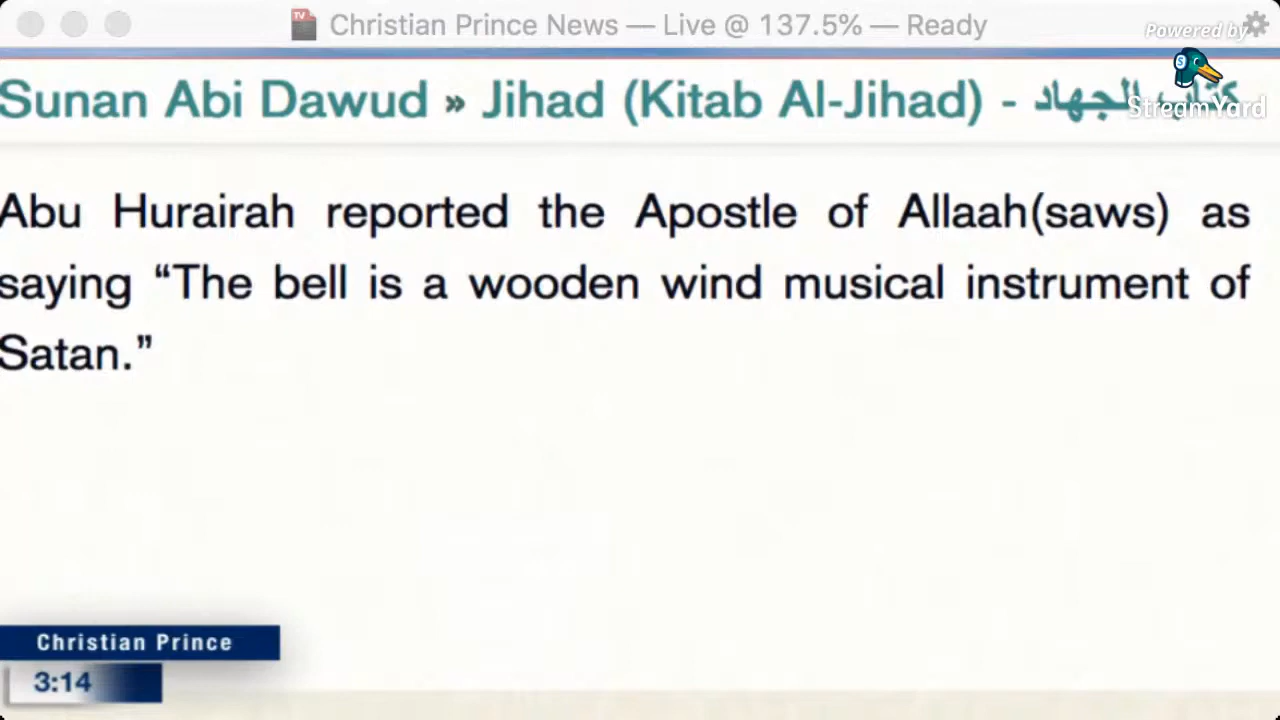 Christian Prince News — Live @ 137.5% — Ready
Powered by
StreamYard
Sunan Abi Dawud » Jihad (Kitab Al-Jihad) - كتاب الجهاد
Abu Hurairah reported the Apostle of Allaah(saws) as
saying “The bell is a wooden wind musical instrument of
Satan.”
Christian Prince
3:14